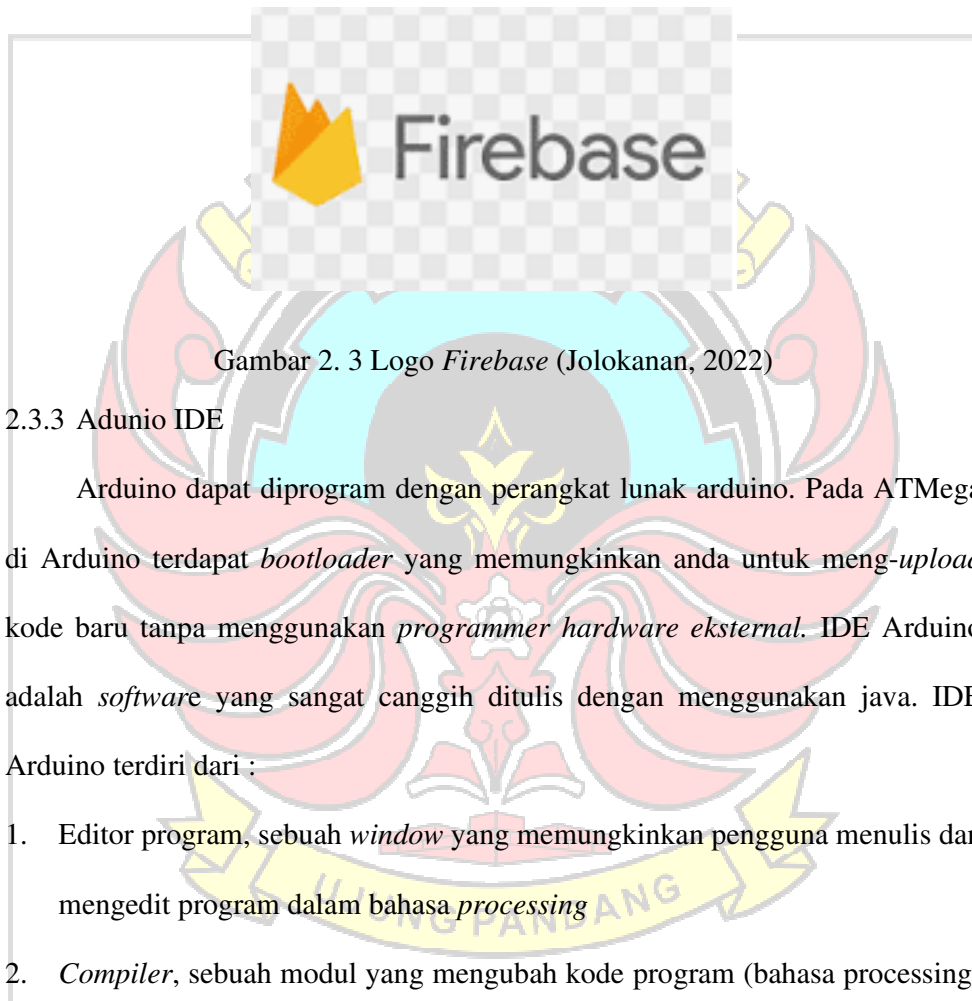 Firebase
Gambar 2. 3 Logo Firebase (Jolokanan, 2022)
2.3.3 Adunio IDE
Arduino dapat diprogram dengan perangkat lunak arduino. Pada ATMega
di Arduino terdapat bootloader yang memungkinkan anda untuk meng-upload
kode baru tanpa menggunakan programmer hardware eksternal. IDE Arduino
adalah software yang sangat canggih ditulis dengan menggunakan java. IDE
Arduino terdiri dari :
1. Editor program, sebuah window yang memungkinkan pengguna menulis dan
mengedit program dalam bahasa processing
UJUNG PANDANG
2. Compiler, sebuah modul yang mengubah kode program (bahasa processing